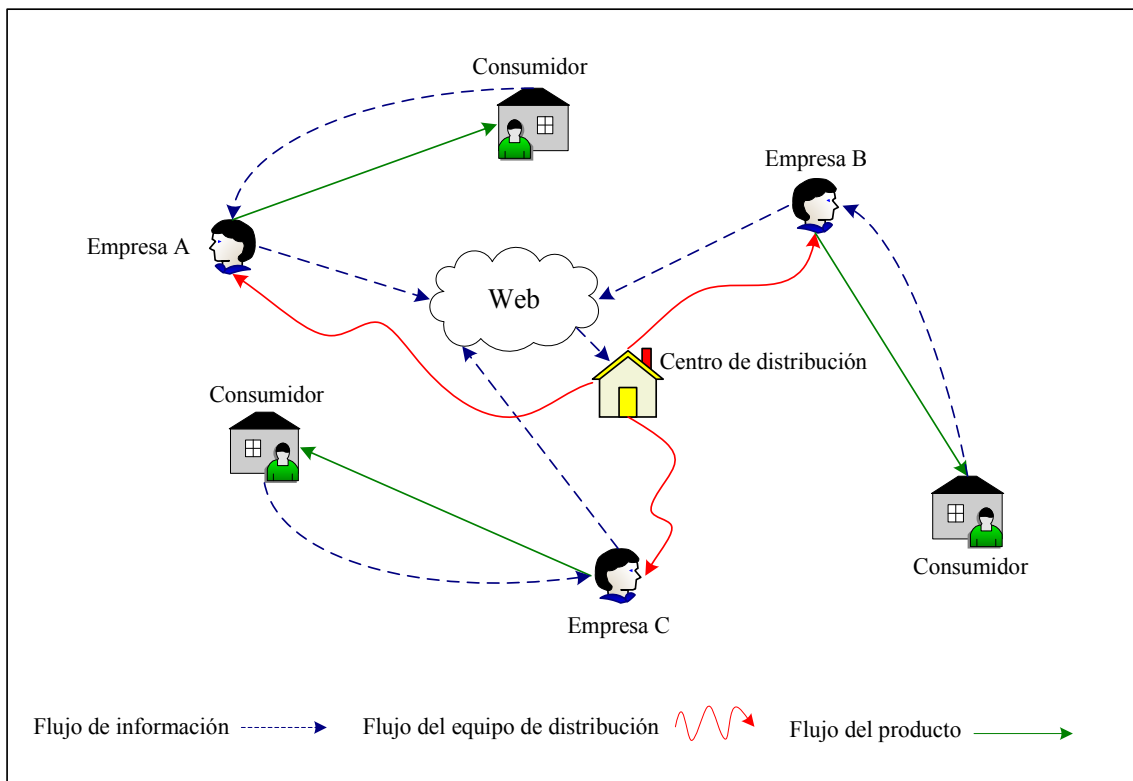 Consumidor
Empresa B
Empresa A
Web
Centro de distribución
Consumidor
Consumidor
Empresa C
Flujo de información
Flujo del equipo de distribución
Flujo del producto